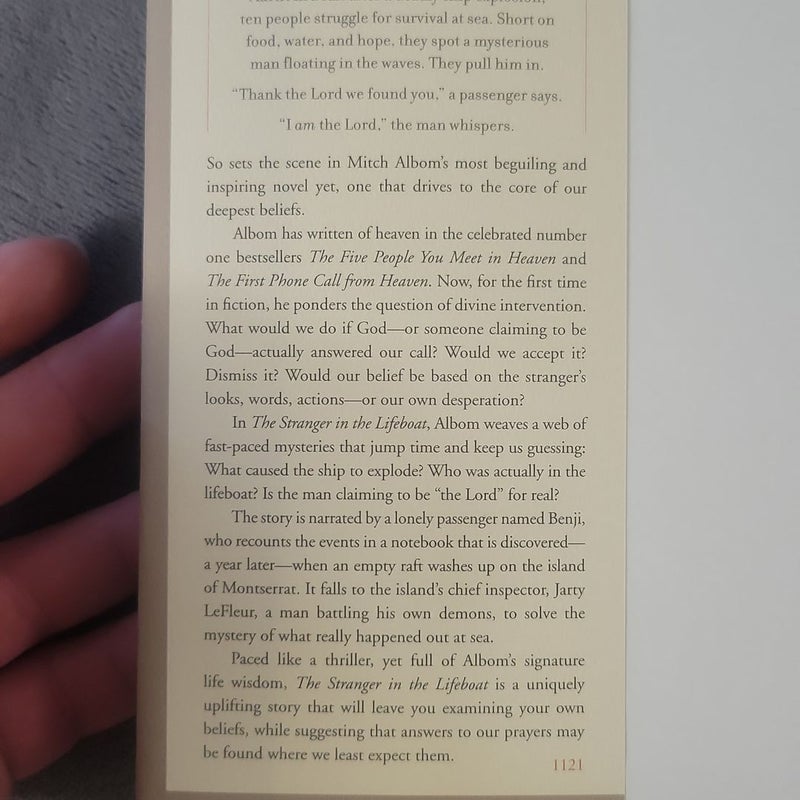 ten people struggle for survival at sea. Short on
food, water, and hope, they spot a mysterious
man floating in the waves. They pull him in.
“Thank the Lord we found you,” a passenger says.
“I am the Lord,” the man whispers.
So sets the scene in Mitch Albom’s most beguiling and
inspiring novel yet, one that drives to the core of our
deepest beliefs.
Albom has written of heaven in the celebrated number
one bestsellers The Five People You Meet in Heaven and
The First Phone Call from Heaven. Now, for the first time
in fiction, he ponders the question of divine intervention.
What would we do if God—or someone claiming to be
God—actually answered our call? Would we accept it?
Dismiss it? Would our belief be based on the stranger’s
looks, words, actions—or our own desperation?
In The Stranger in the Lifeboat, Albom weaves a web of
fast-paced mysteries that jump time and keep us guessing:
What caused the ship to explode? Who was actually in the
lifeboat? Is the man claiming to be “the Lord” for real?
The story is narrated by a lonely passenger named Benji,
who recounts the events in a notebook that is discovered—
a year later—when an empty raft washes up on the island
of Montserrat. It falls to the island’s chief inspector, Jarty
LeFleur, a man battling his own demons, to solve the
mystery of what really happened out at sea.
Paced like a thriller, yet full of Albom’s signature
life wisdom, The Stranger in the Lifeboat is a uniquely
uplifting story that will leave you examining your own
beliefs, while suggesting that answers to our prayers may
be found where we least expect them.
1121